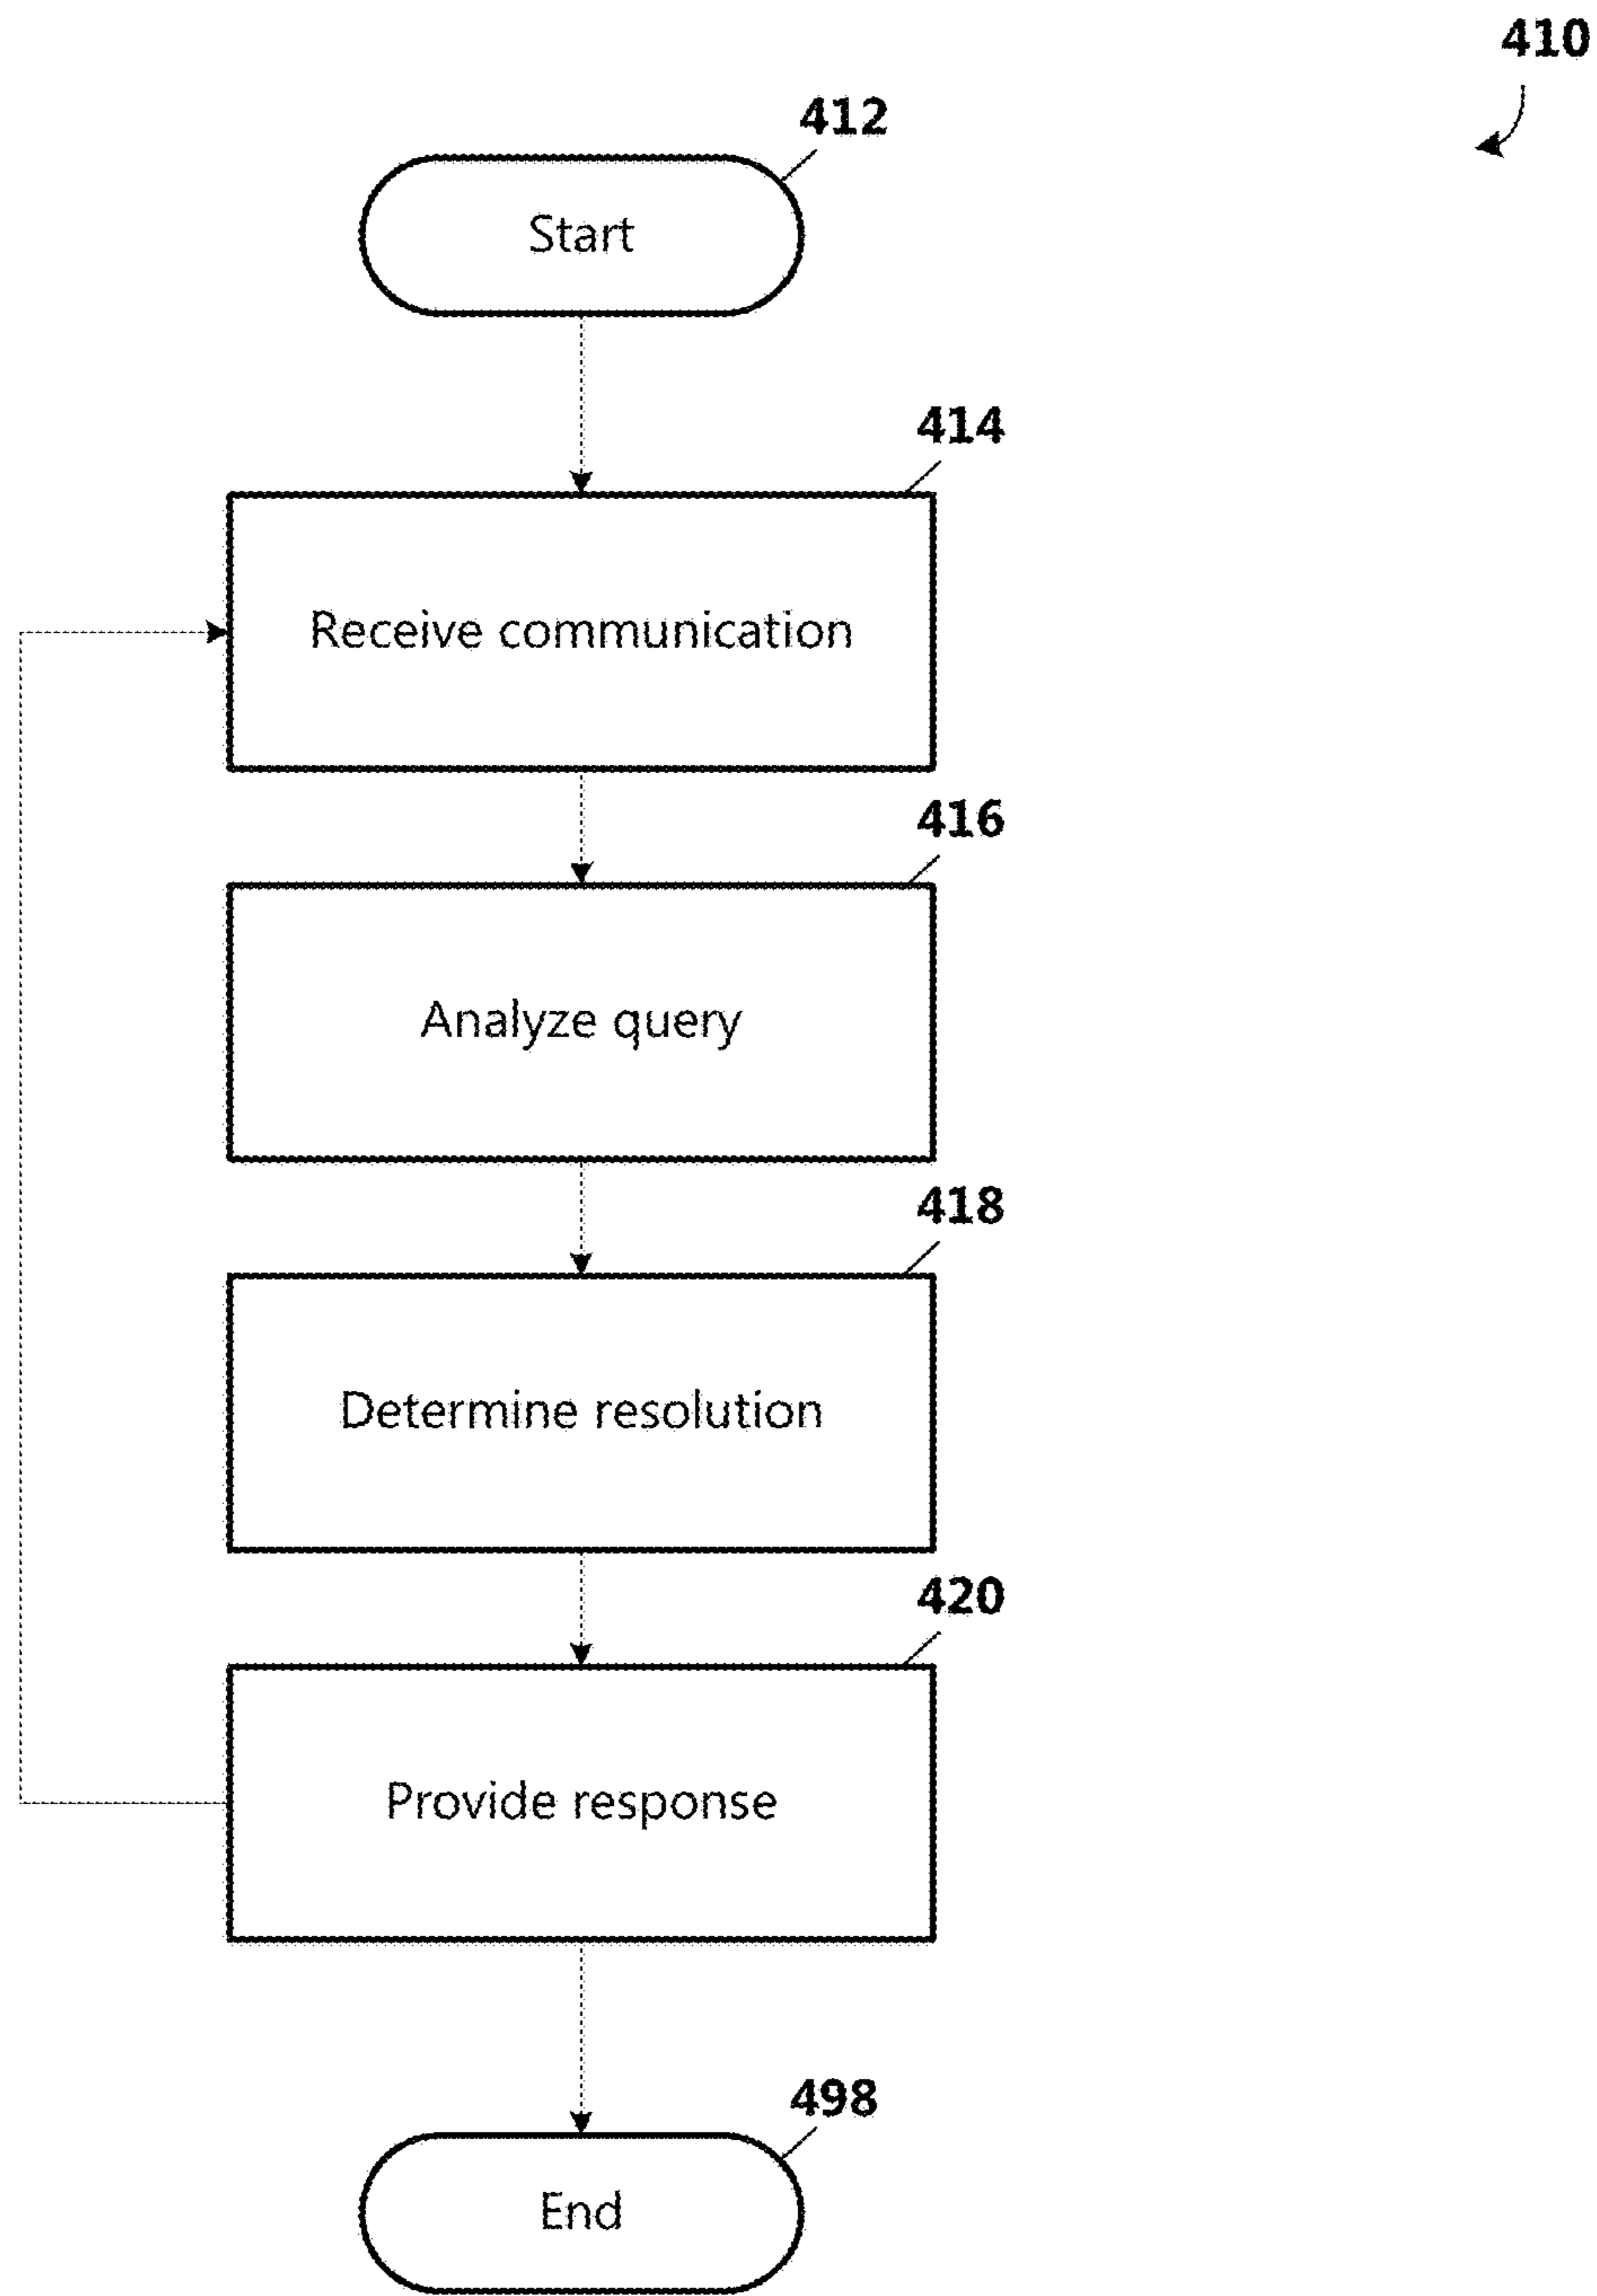 410
412
Start
414
Receive communication
416
Analyze query
418
Determine resolution
420
Provide response
498
End